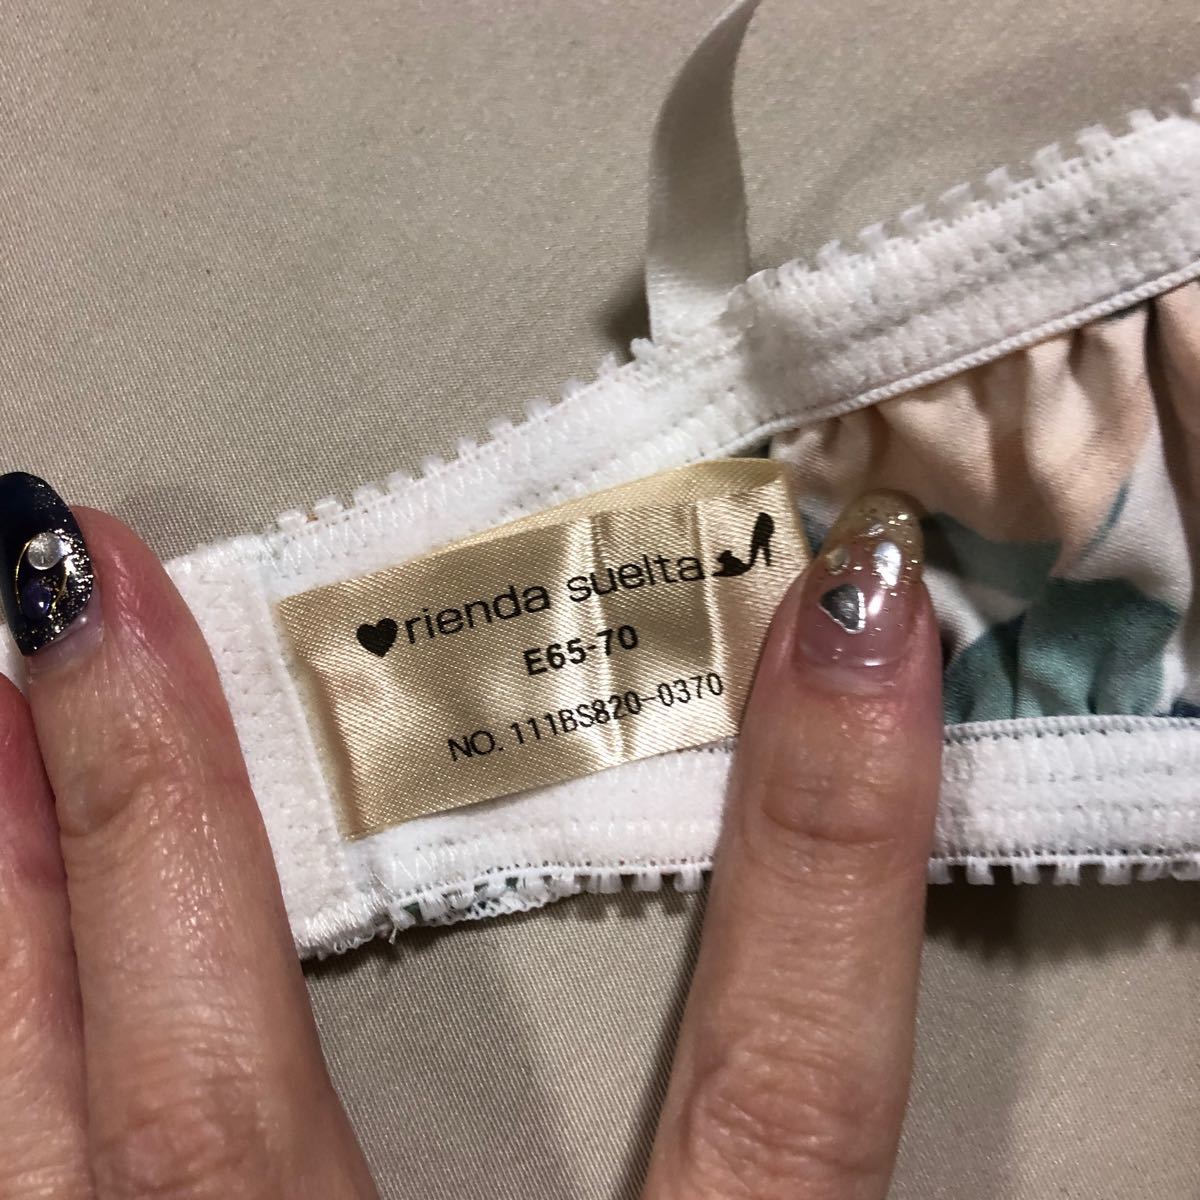 rienda suelta
E65-70
NO. 111BS820-0370